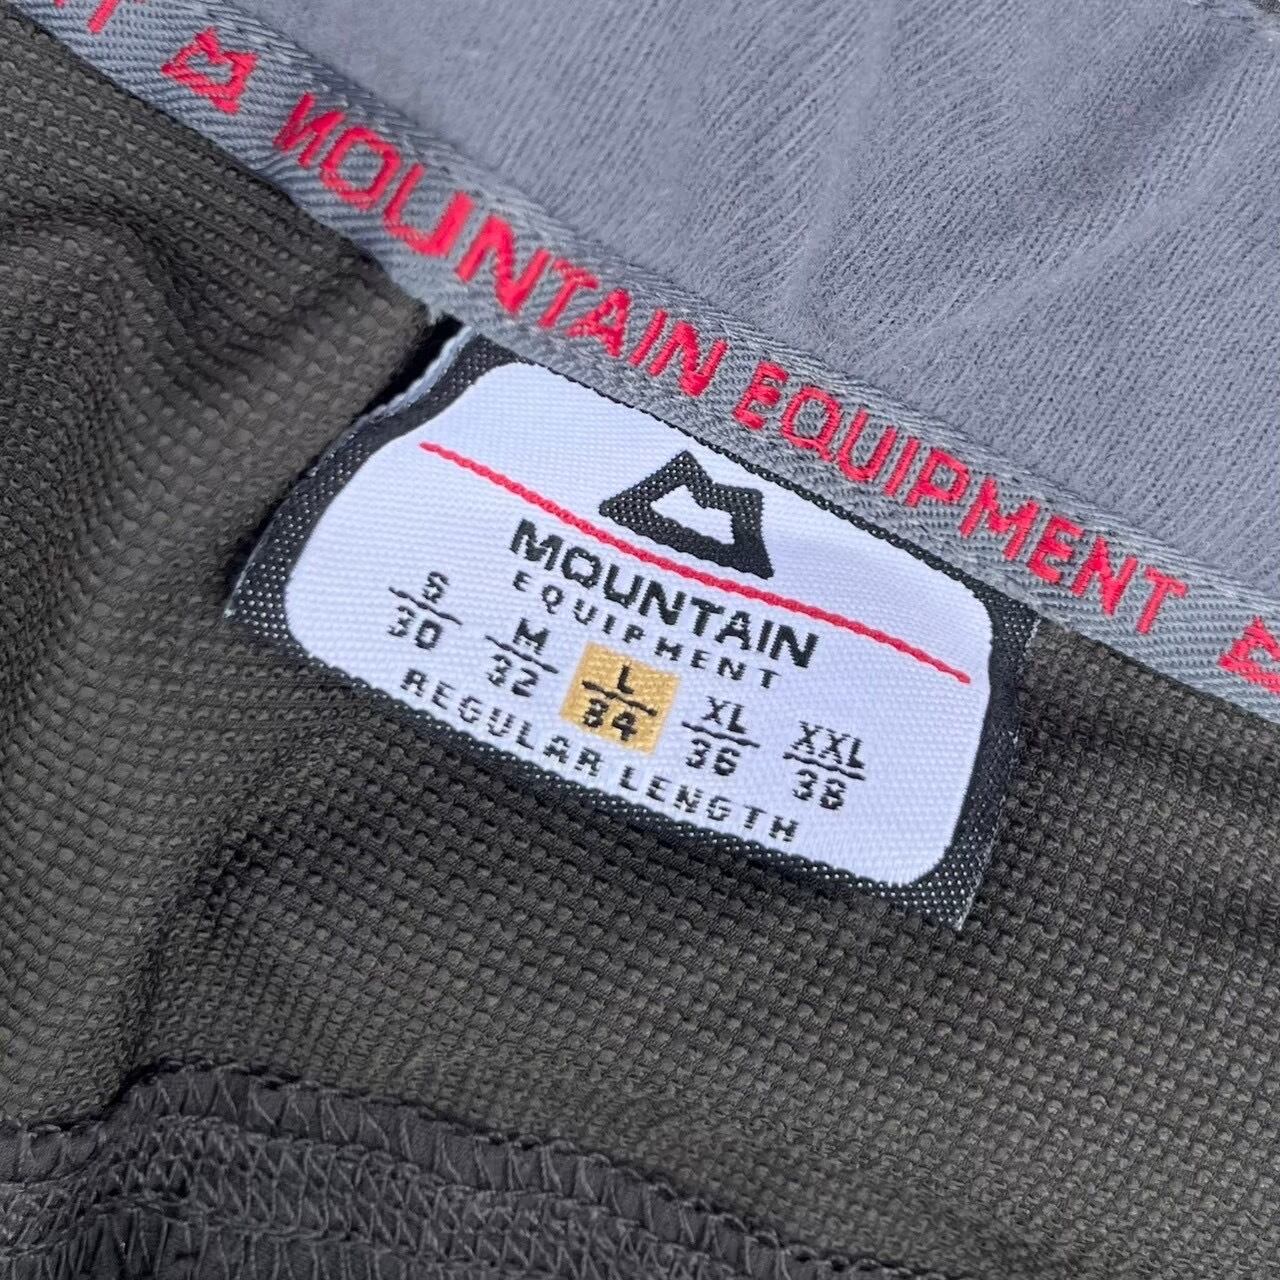 MOUNTAIN EQUIPMENT
MOUNTAIN
EQUIPMENT
S M L XL XXL
30 32 34 36 38
REGULAR LENGTH